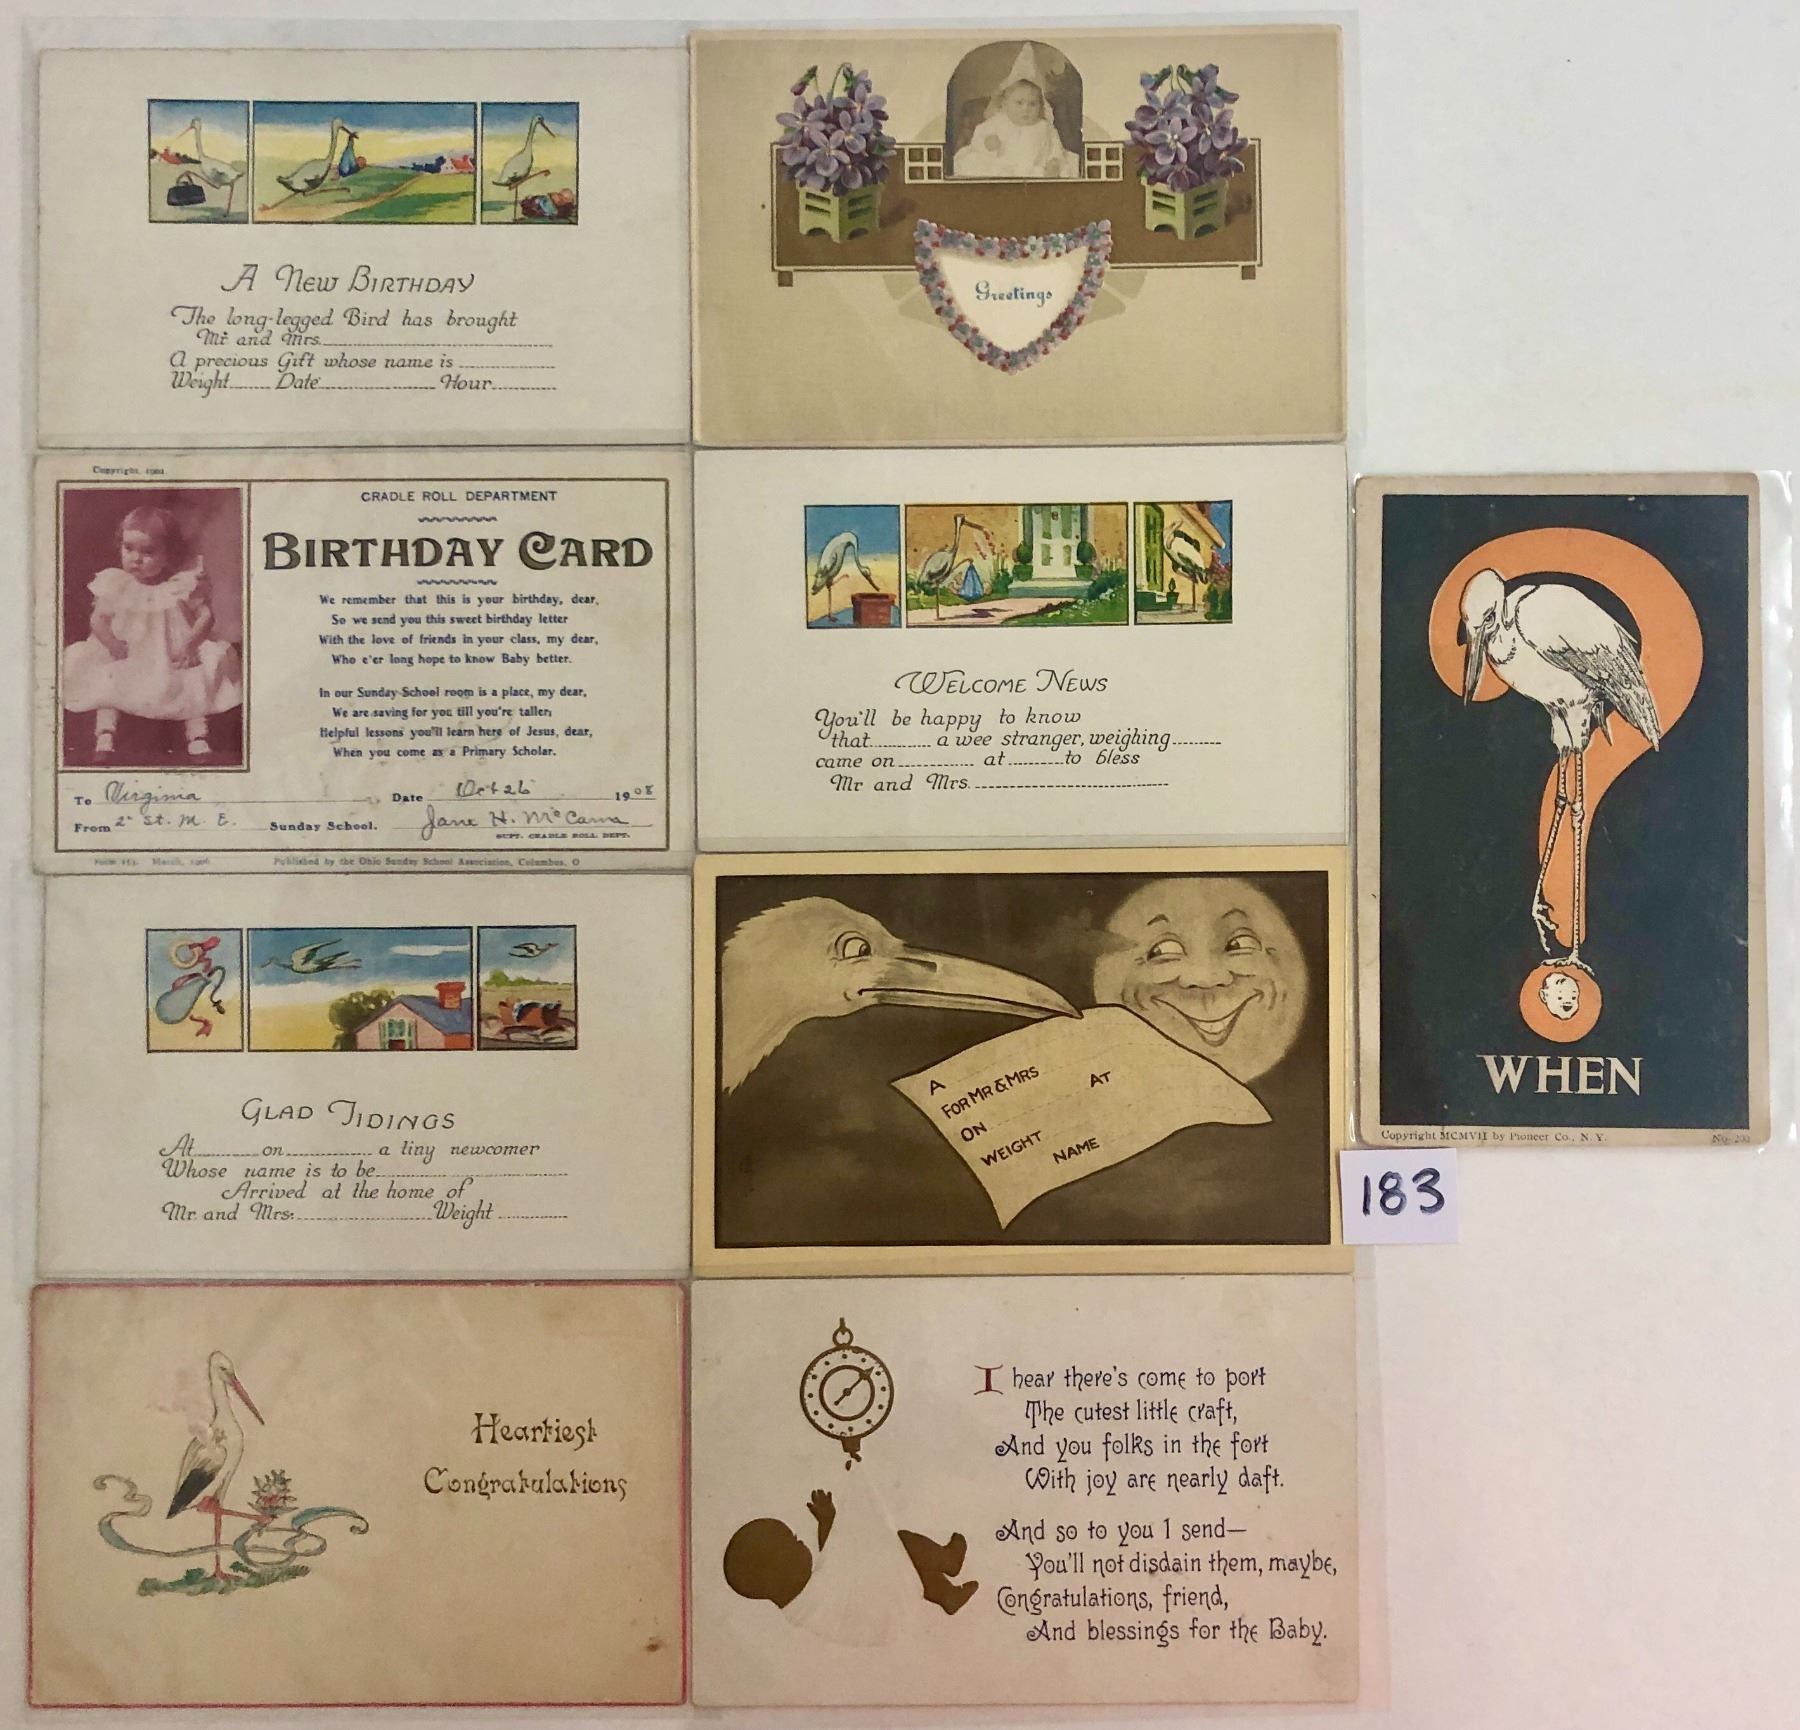 A New Birthday
The long-legged Bird has brought
Mr and Mrs.
A precious Gift whose name is
Weight Date Hour
Greetings
Copyright, 1902.
CRADLE ROLL DEPARTMENT
BIRTHDAY CARD
We remember that this is your birthday, dear,
So we send you this sweet birthday letter
With the love of friends in your class, my dear,
Who e'er long hope to know Baby better.
In our Sunday-School room is a place, my dear,
We are saving for you till you're taller;
Helpful lessons you'll learn here of Jesus, dear,
When you come as a Primary Scholar.
To Virginia Date Oct 26 1908
From 2nd St. M. E. Sunday School. Jane H. McCama
SUPT. CRADLE ROLL DEPT.
Form 163. March, 1906 Published by the Ohio Sunday School Association, Columbus, O
Welcome News
You'll be happy to know
that a wee stranger, weighing
came on at to bless
Mr and Mrs.
Glad Tidings
At on a tiny newcomer
Whose name is to be
Arrived at the home of
Mr. and Mrs. Weight
A
FOR MR & MRS
ON AT
WEIGHT
NAME
WHEN
Copyright MCMVII by Pioneer Co., N. Y. No. 200
183
Heartiest
Congratulations
I hear there's come to port
The cutest little craft,
And you folks in the fort
With joy are nearly daft.
And so to you I send—
You'll not disdain them, maybe,
Congratulations, friend,
And blessings for the Baby.